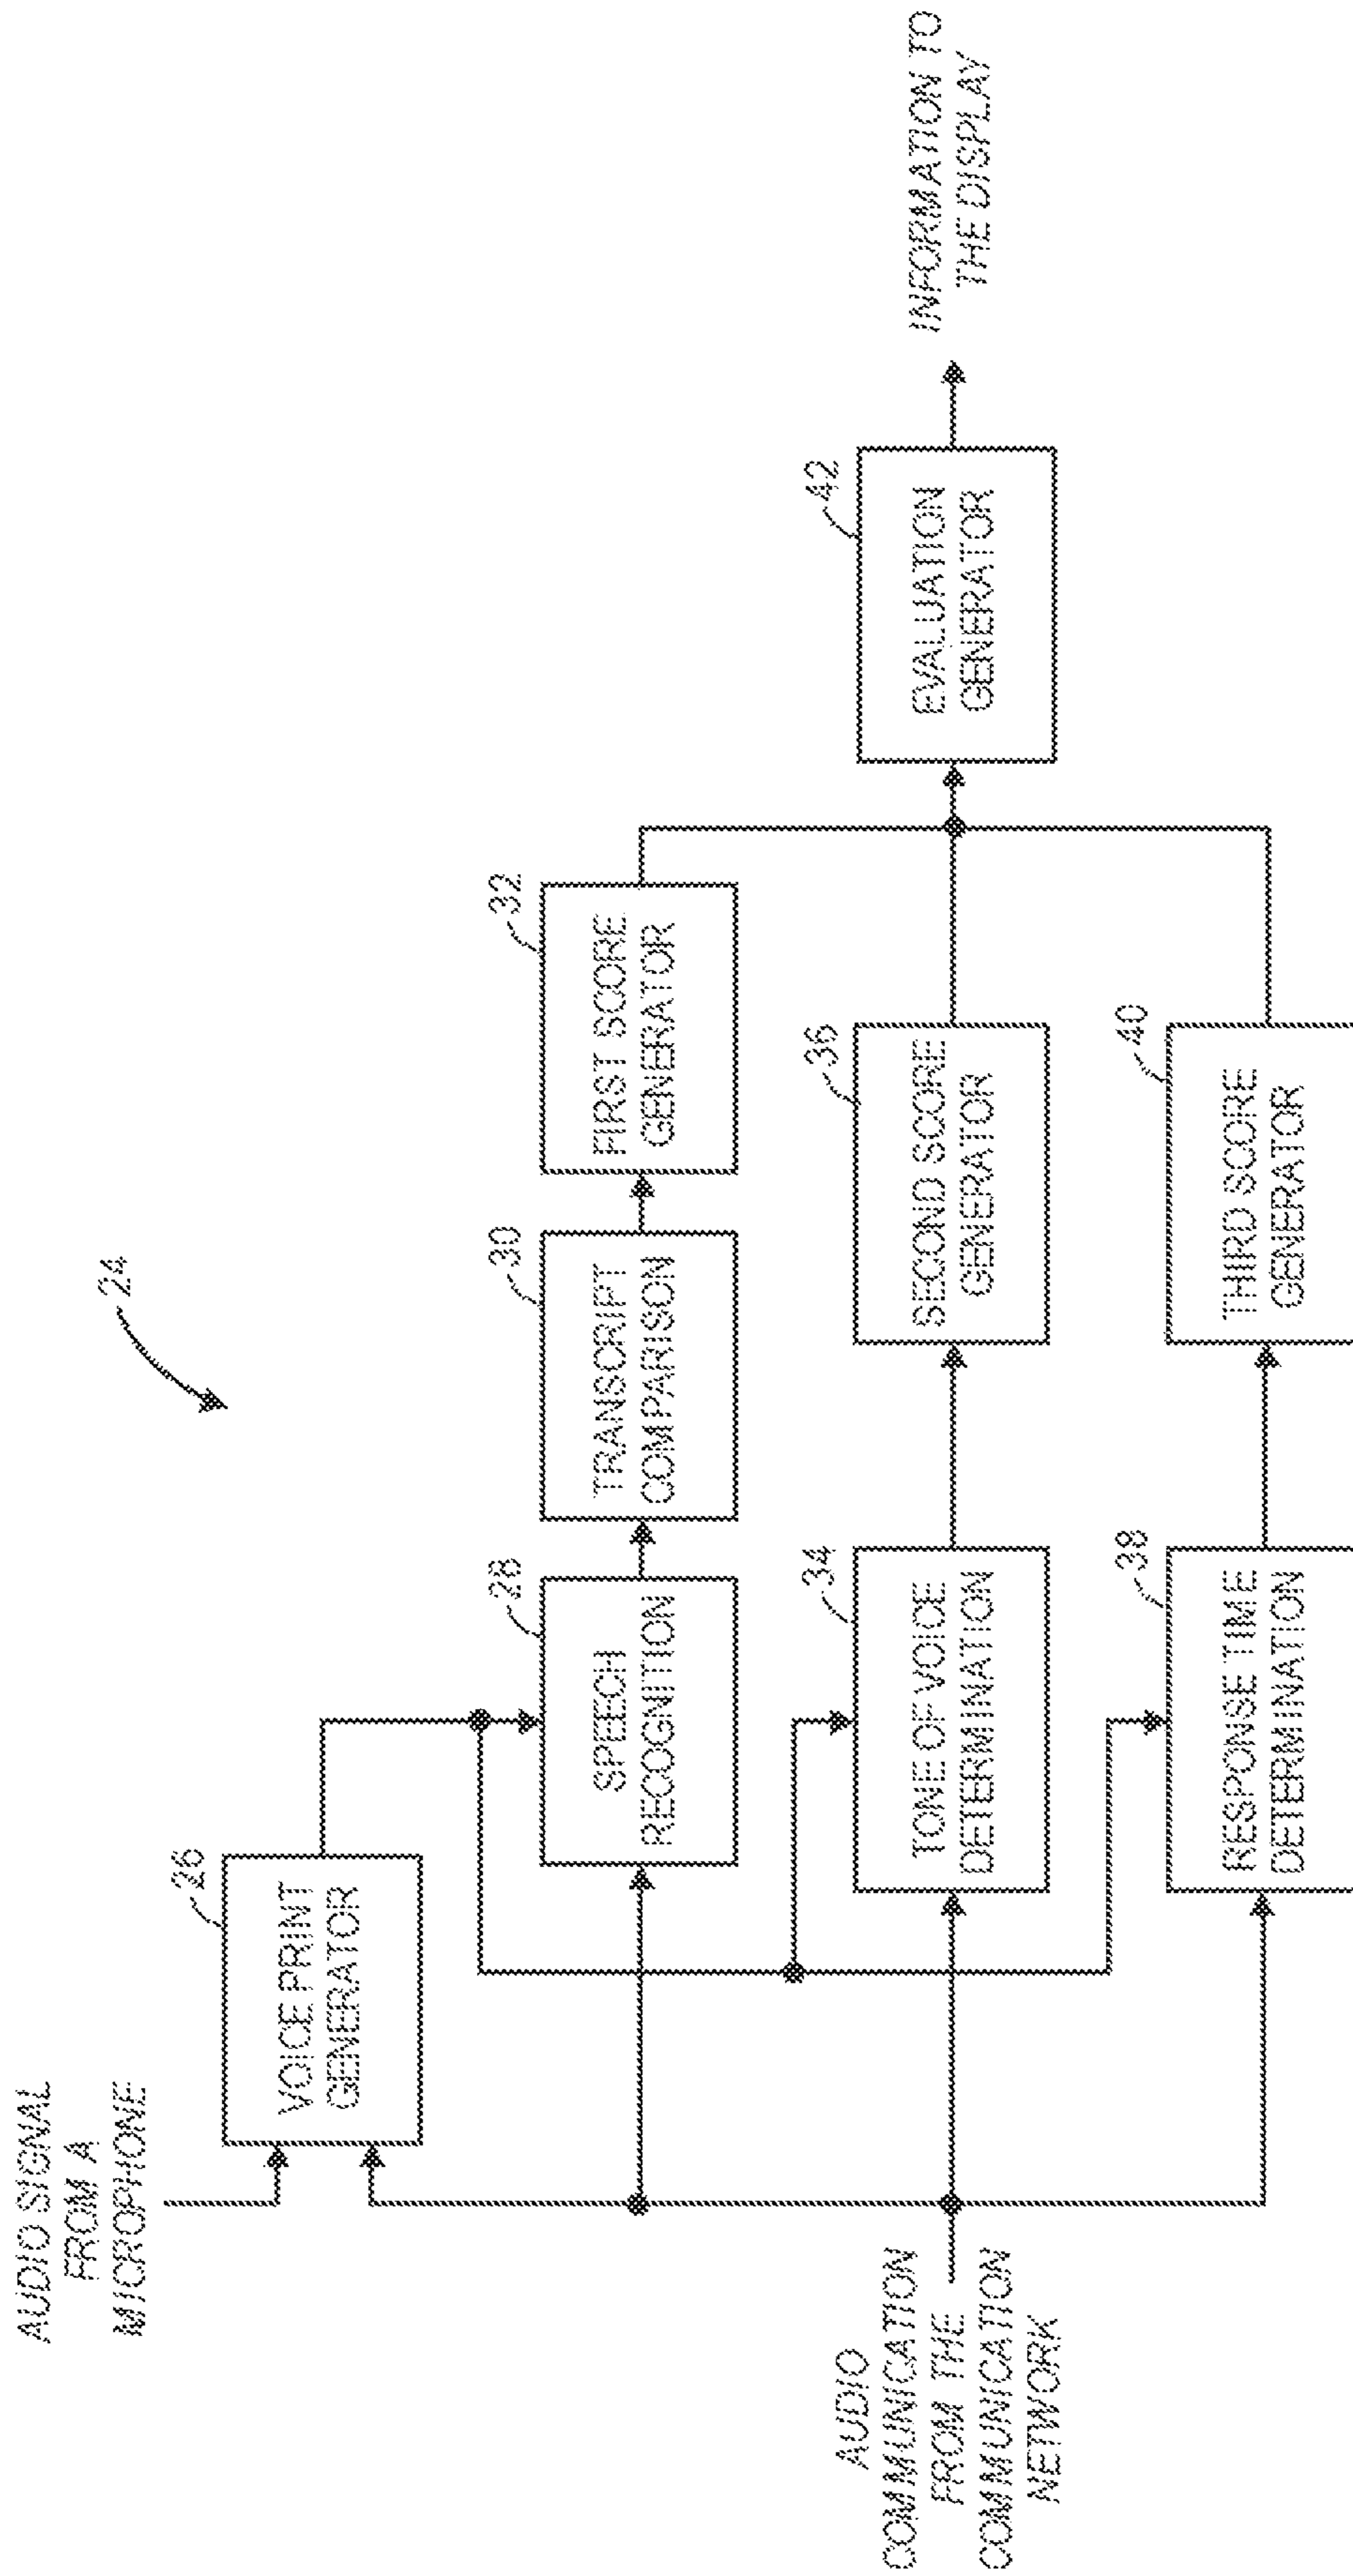 24
AUDIO SIGNAL
FROM A
MICROPHONE
26
VOICE PRINT
GENERATOR
28
SPEECH
RECOGNITION
30
TRANSCRIPT
COMPARISON
32
FIRST SCORE
GENERATOR
AUDIO
COMMUNICATION
FROM THE
COMMUNICATION
NETWORK
34
TONE OF VOICE
DETERMINATION
36
SECOND SCORE
GENERATOR
42
EVALUATION
GENERATOR
INFORMATION TO
THE DISPLAY
38
RESPONSE TIME
DETERMINATION
40
THIRD SCORE
GENERATOR